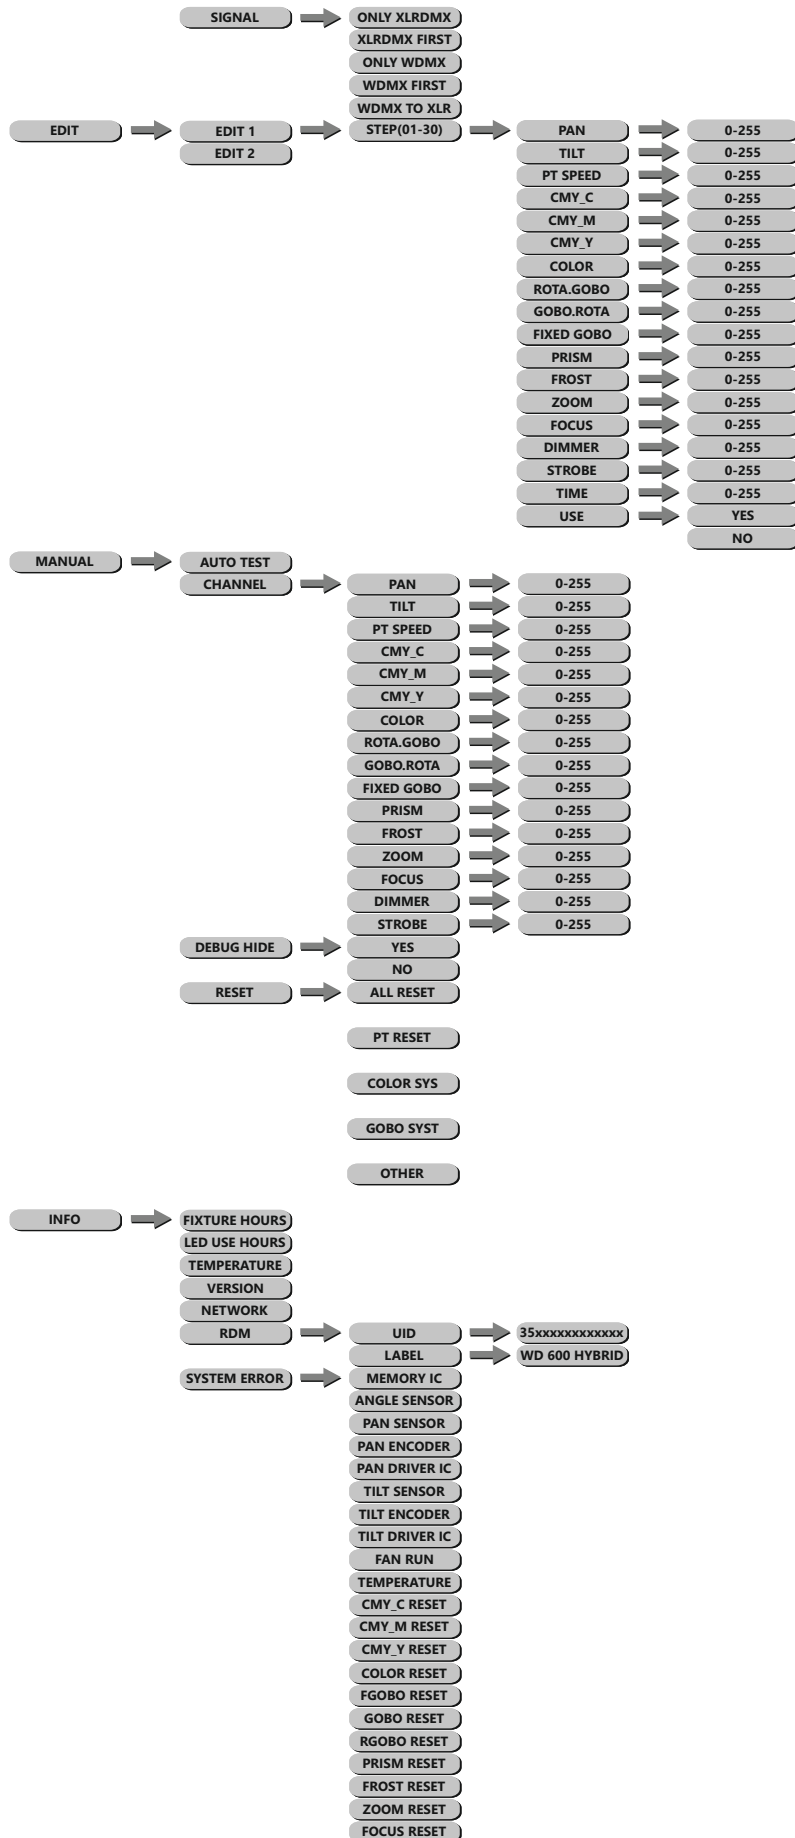 SIGNAL ONLY XLRDMX
XLRDMX FIRST
ONLY WDMX
WDMX FIRST
WDMX TO XLR
EDIT EDIT 1 STEP(01-30) PAN 0-255
EDIT 2 TILT 0-255
PT SPEED 0-255
CMY_C 0-255
CMY_M 0-255
CMY_Y 0-255
COLOR 0-255
ROTA.GOBO 0-255
GOBO.ROTA 0-255
FIXED GOBO 0-255
PRISM 0-255
FROST 0-255
ZOOM 0-255
FOCUS 0-255
DIMMER 0-255
STROBE 0-255
TIME 0-255
USE YES
NO
MANUAL AUTO TEST
CHANNEL PAN 0-255
TILT 0-255
PT SPEED 0-255
CMY_C 0-255
CMY_M 0-255
CMY_Y 0-255
COLOR 0-255
ROTA.GOBO 0-255
GOBO.ROTA 0-255
FIXED GOBO 0-255
PRISM 0-255
FROST 0-255
ZOOM 0-255
FOCUS 0-255
DIMMER 0-255
STROBE 0-255
DEBUG HIDE YES
NO
RESET ALL RESET
PT RESET
COLOR SYS
GOBO SYST
OTHER
INFO FIXTURE HOURS
LED USE HOURS
TEMPERATURE
VERSION
NETWORK
RDM UID 35xxxxxxxxxxxx
LABEL WD 600 HYBRID
SYSTEM ERROR MEMORY IC
ANGLE SENSOR
PAN SENSOR
PAN ENCODER
PAN DRIVER IC
TILT SENSOR
TILT ENCODER
TILT DRIVER IC
FAN RUN
TEMPERATURE
CMY_C RESET
CMY_M RESET
CMY_Y RESET
COLOR RESET
FGOBO RESET
GOBO RESET
RGOBO RESET
PRISM RESET
FROST RESET
ZOOM RESET
FOCUS RESET